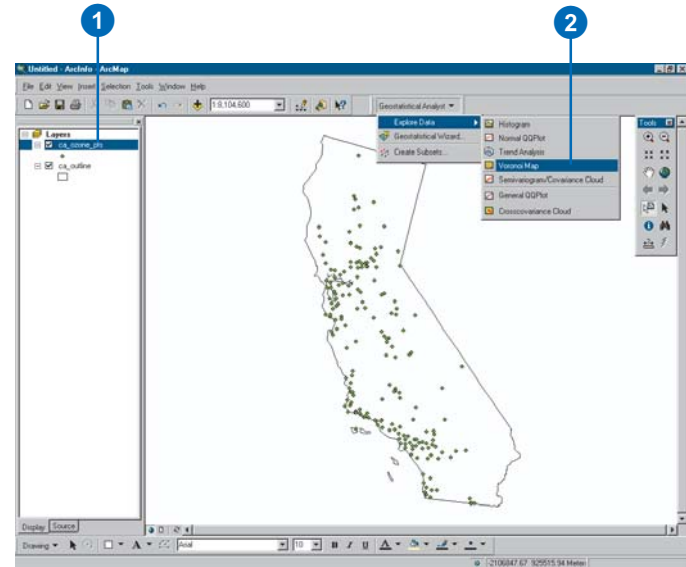 1
2
Untitled - ArcInfo - ArcMap
File Edit View Insert Selection Tools Window Help
1:8,104,600
Geostatistical Analyst
Layers
ca_ozone_pts
ca_outline
Explore Data
Geostatistical Wizard...
Create Subsets...
Histogram
Normal QQPlot
Trend Analysis
Voronoi Map
Semivariogram/Covariance Cloud
General QQPlot
Crosscovariance Cloud
Tools
Display Source
Drawing A Arial 10 B I U A
-2106847.67 925515.94 Meters